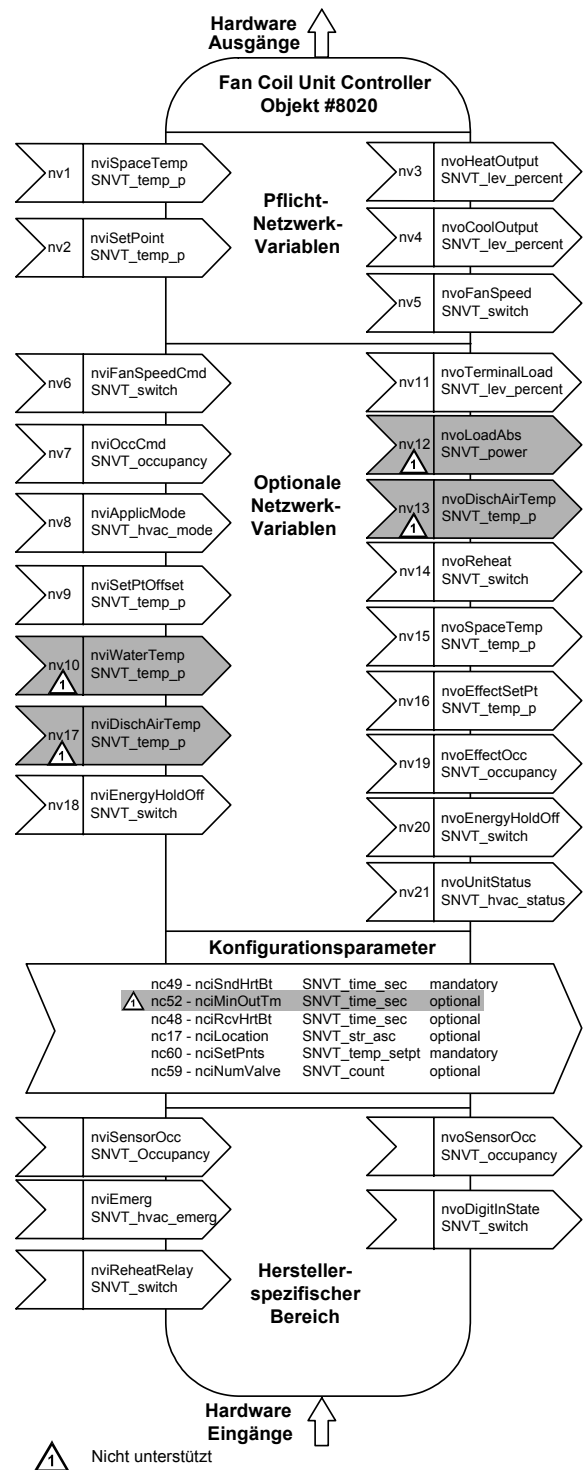 Hardware
Ausgänge
Fan Coil Unit Controller
Objekt #8020
nv1
nviSpaceTemp
SNVT_temp_p
nv2
nviSetPoint
SNVT_temp_p
Pflicht-
Netzwerk-
Variablen
nv3
nvoHeatOutput
SNVT_lev_percent
nv4
nvoCoolOutput
SNVT_lev_percent
nv5
nvoFanSpeed
SNVT_switch
nv6
nviFanSpeedCmd
SNVT_switch
nv7
nviOccCmd
SNVT_occupancy
nv8
nviApplicMode
SNVT_hvac_mode
nv9
nviSetPtOffset
SNVT_temp_p
nv10
1
nviWaterTemp
SNVT_temp_p
nv17
1
nviDischAirTemp
SNVT_temp_p
nv18
nviEnergyHoldOff
SNVT_switch
Optionale
Netzwerk-
Variablen
nv11
nvoTerminalLoad
SNVT_lev_percent
nv12
1
nvoLoadAbs
SNVT_power
nv13
1
nvoDischAirTemp
SNVT_temp_p
nv14
nvoReheat
SNVT_switch
nv15
nvoSpaceTemp
SNVT_temp_p
nv16
nvoEffectSetPt
SNVT_temp_p
nv19
nvoEffectOcc
SNVT_occupancy
nv20
nvoEnergyHoldOff
SNVT_switch
nv21
nvoUnitStatus
SNVT_hvac_status
Konfigurationsparameter
nc49 - nciSndHrtBt SNVT_time_sec mandatory
1 nc52 - nciMinOutTm SNVT_time_sec optional
nc48 - nciRcvHrtBt SNVT_time_sec optional
nc17 - nciLocation SNVT_str_asc optional
nc60 - nciSetPnts SNVT_temp_setpt mandatory
nc59 - nciNumValve SNVT_count optional
nviSensorOcc
SNVT_Occupancy
nviEmerg
SNVT_hvac_emerg
nviReheatRelay
SNVT_switch
nvoSensorOcc
SNVT_occupancy
nvoDigitInState
SNVT_switch
Hersteller-
spezifischer
Bereich
Hardware
Eingänge
1 Nicht unterstützt